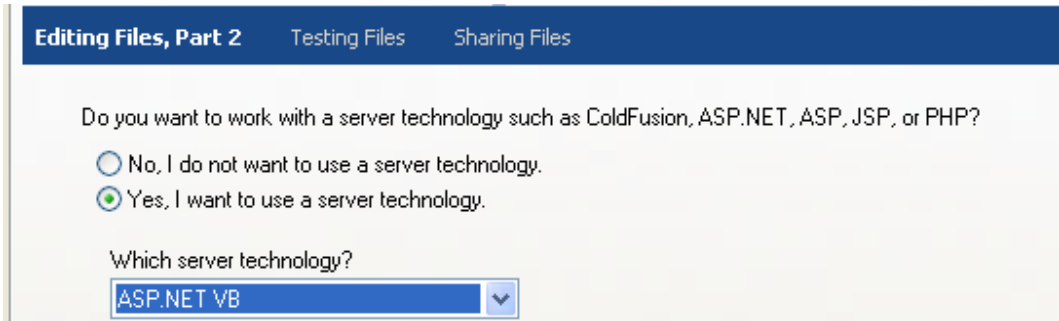 Editing Files, Part 2 Testing Files Sharing Files
Do you want to work with a server technology such as ColdFusion, ASP.NET, ASP, JSP, or PHP?
No, I do not want to use a server technology.
Yes, I want to use a server technology.
Which server technology?
ASP.NET VB